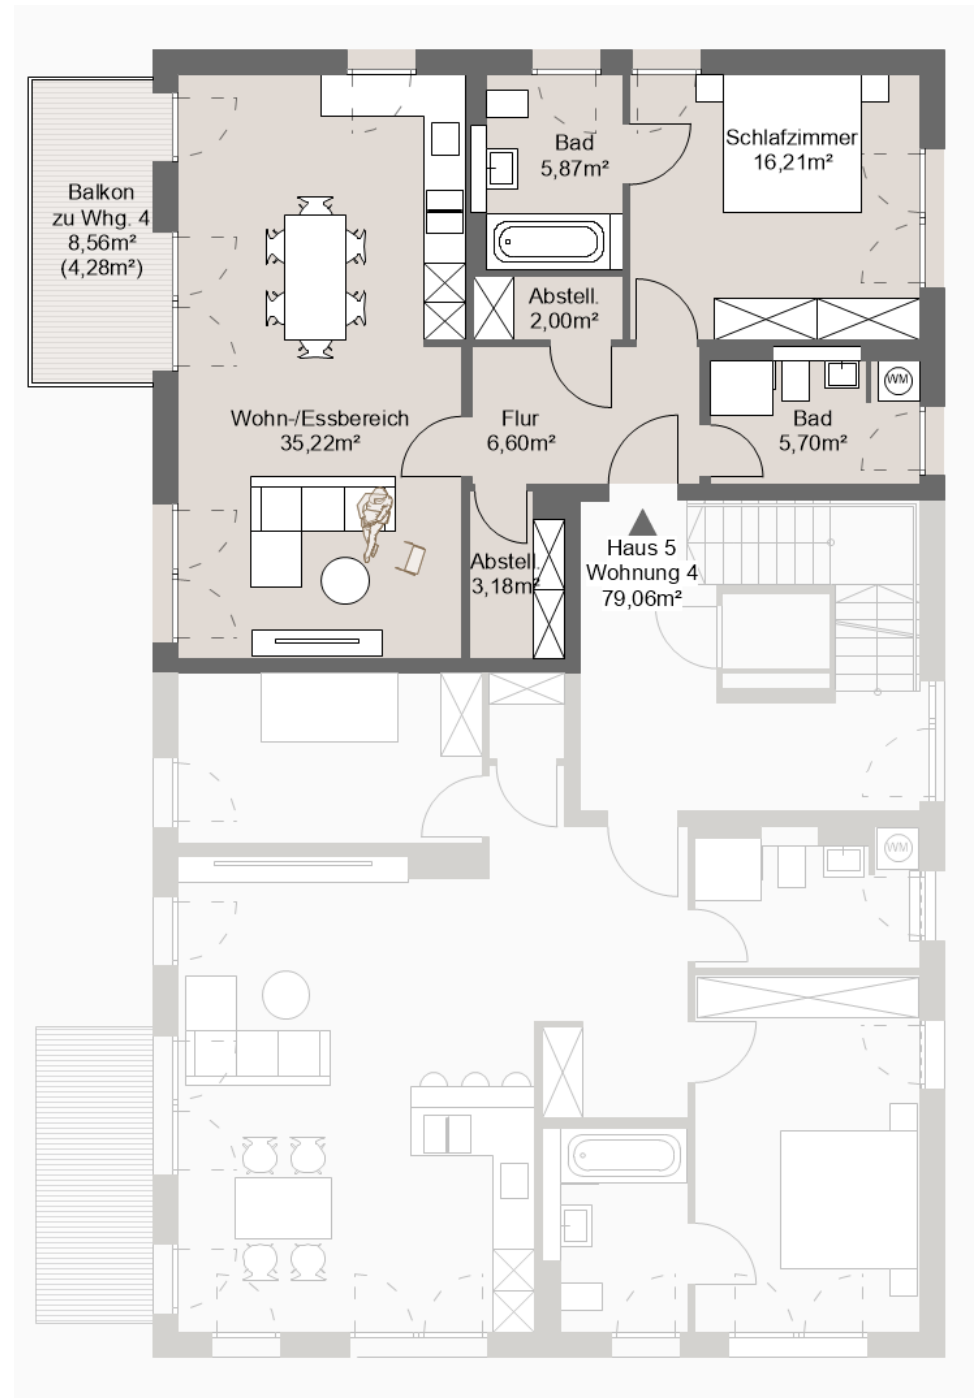 Balkon
zu Whg. 4
8,56m²
(4,28m²)
Bad
5,87m²
Schlafzimmer
16,21m²
Abstell.
2,00m²
Wohn-/Essbereich
35,22m²
Flur
6,60m²
WM
Bad
5,70m²
Abstell.
3,18m²
Haus 5
Wohnung 4
79,06m²
WM